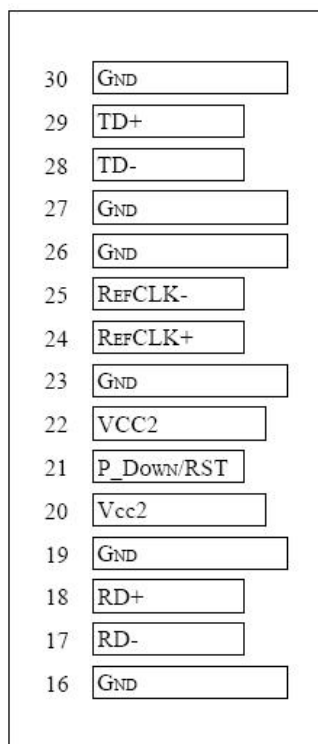 30 GND
29 TD+
28 TD-
27 GND
26 GND
25 REFCLK-
24 REFCLK+
23 GND
22 VCC2
21 P_DOWN/RST
20 Vcc2
19 GND
18 RD+
17 RD-
16 GND